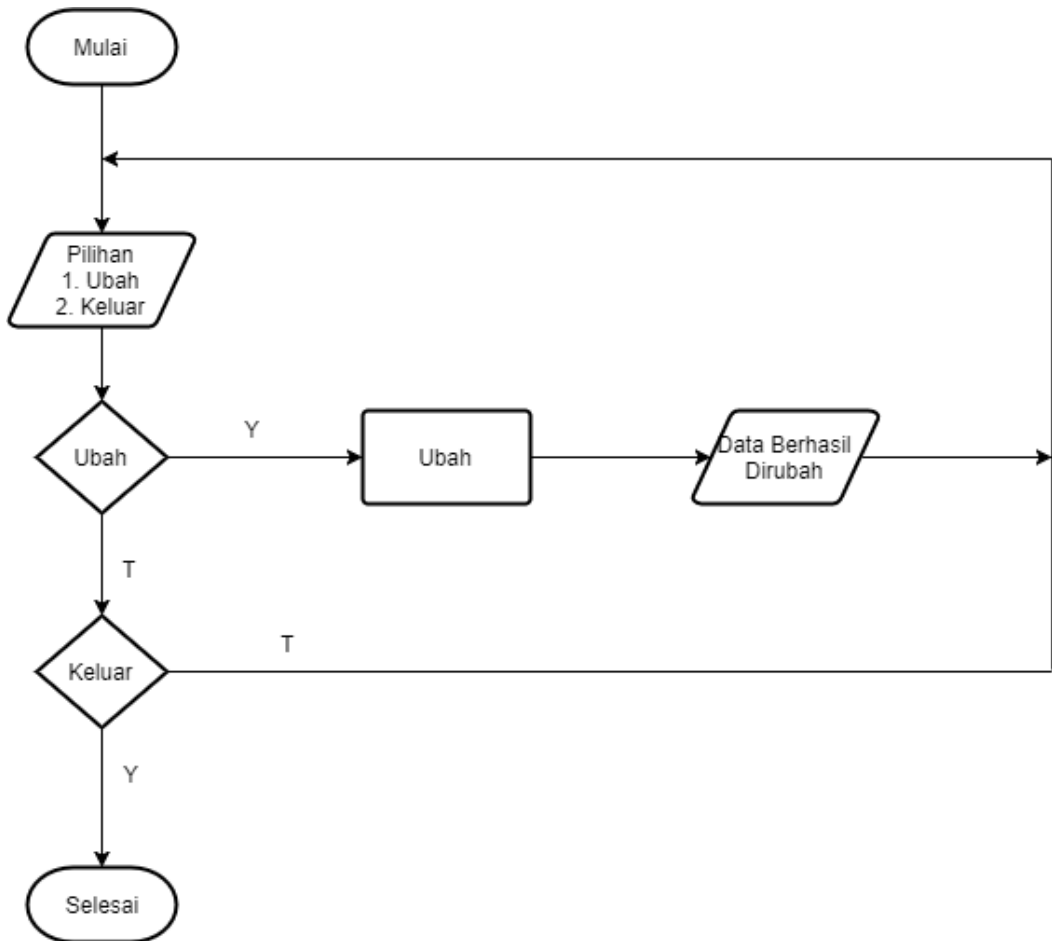 Mulai
Pilihan
1. Ubah
2. Keluar
Ubah
Y
Ubah
Data Berhasil
Dirubah
T
Keluar
T
Y
Selesai